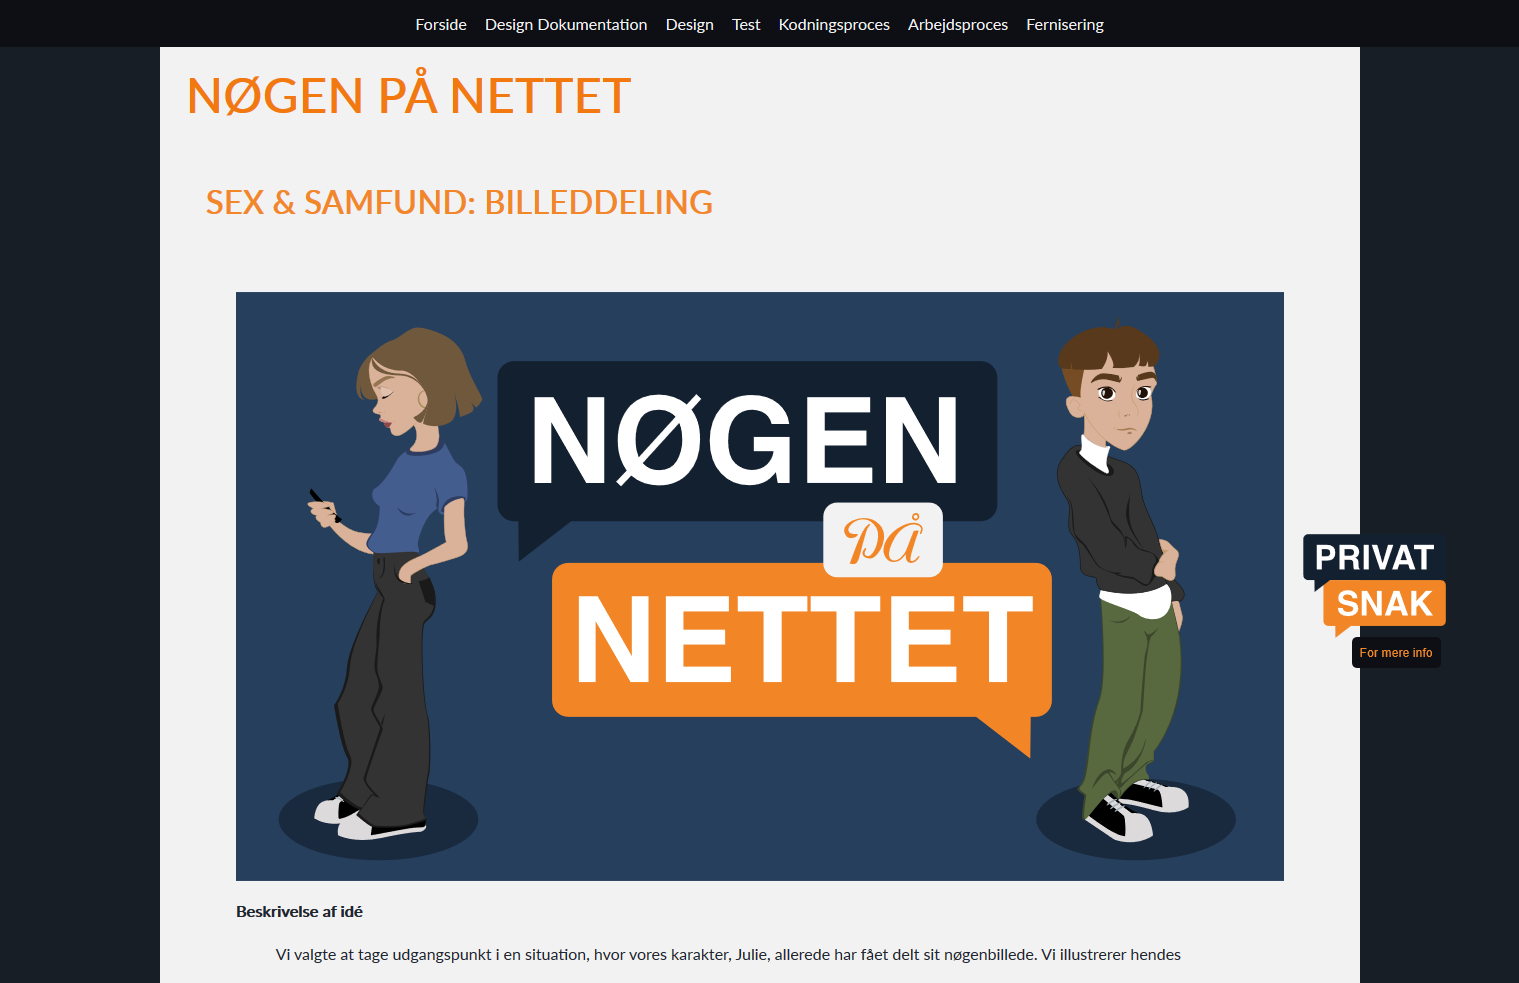 Forside Design Dokumentation Design Test Kodningsproces Arbejdsproces Fernisering
NØGEN PÅ NETTET
SEX & SAMFUND: BILLEDDELING
NØGEN
PÅ
NETTET
PRIVAT
SNAK
For mere info
Beskrivelse af idé
Vi valgte at tage udgangspunkt i en situation, hvor vores karakter, Julie, allerede har fået delt sit nøgenbillede. Vi illustrerer hendes